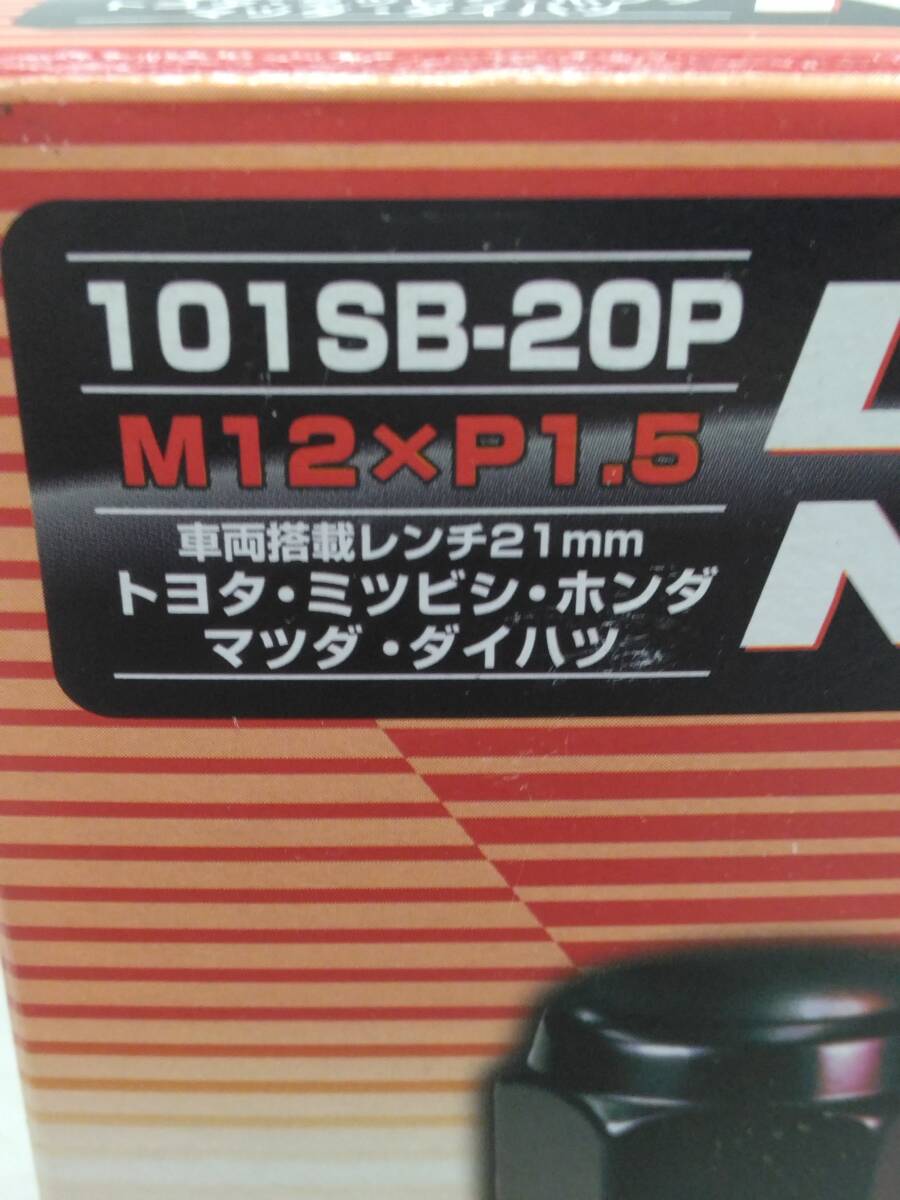 101SB-20P
M12×P1.5
車両搭載レンチ21mm
トヨタ・ミツビシ・ホンダ
マツダ・ダイハツ